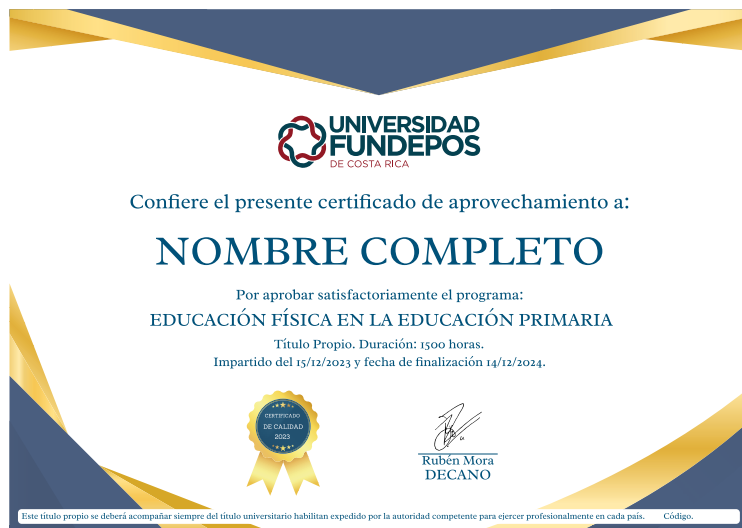 UNIVERSIDAD
FUNDEPOS
DE COSTA RICA
Confiere el presente certificado de aprovechamiento a:
NOMBRE COMPLETO
Por aprobar satisfactoriamente el programa:
EDUCACIÓN FÍSICA EN LA EDUCACIÓN PRIMARIA
Título Propio. Duración: 1500 horas.
Impartido del 15/12/2023 y fecha de finalización 14/12/2024.
CERTIFICADO
DE CALIDAD
2023
Rubén Mora
DECANO
Este título propio se deberá acompañar siempre del título universitario habilitan expedido por la autoridad competente para ejercer profesionalmente en cada país. Código.